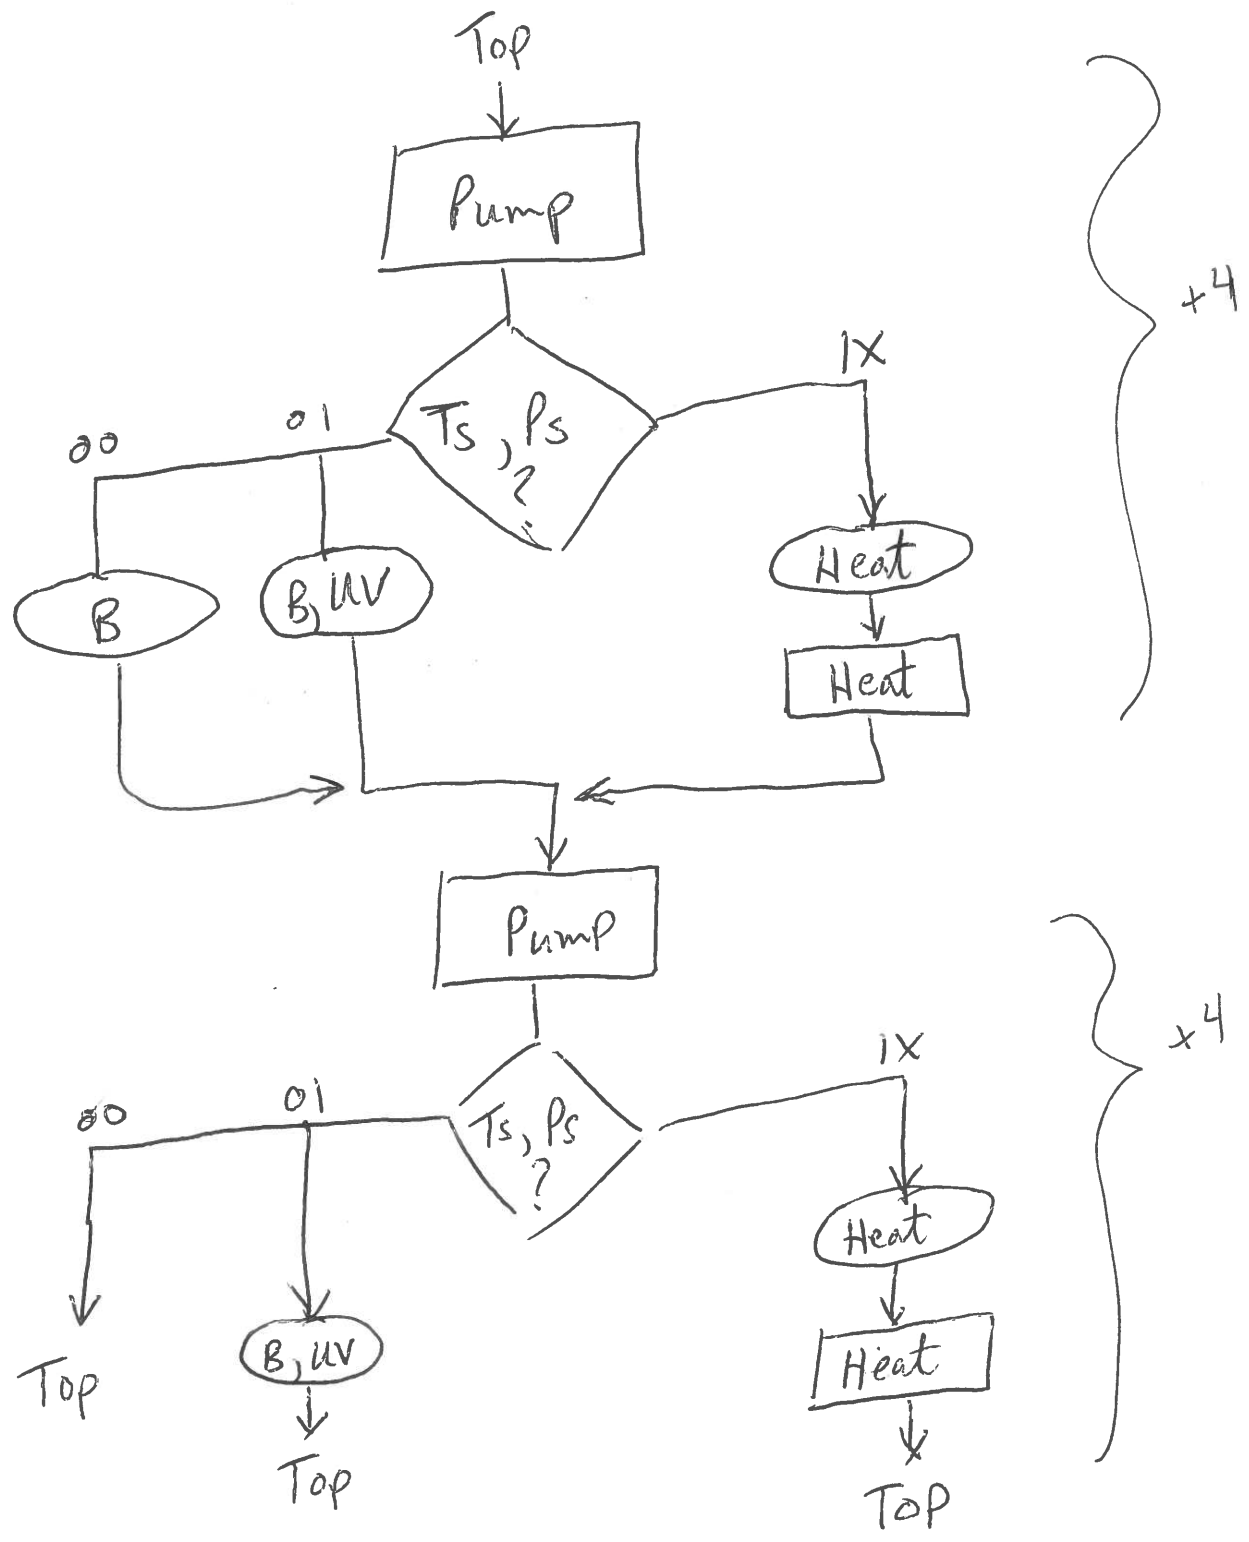 Top
Pump
+4
1X
Ts, Ps
?
01
00
Heat
B, UV
B
Heat
Pump
+4
1X
01
00
Ts, Ps
?
Heat
B, UV
Heat
Top
Top
TOP